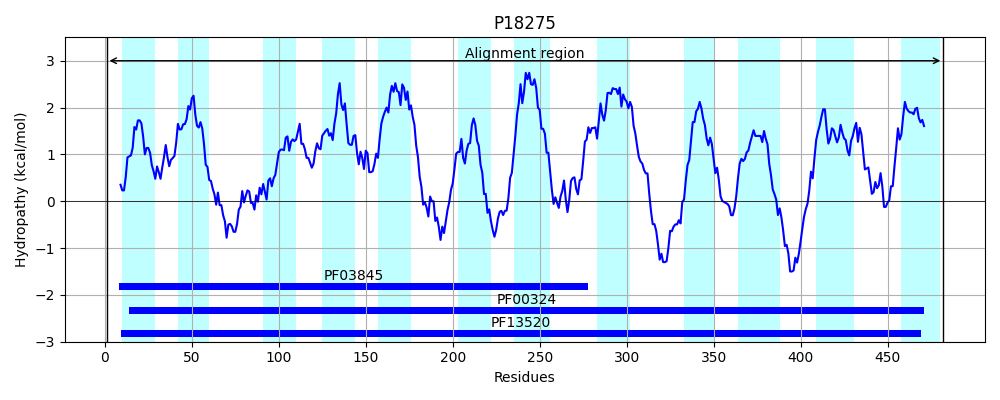 P18275
Alignment region
Hydropathy (kcal/mol)
3
2
1
0
−1
−2
−3
PF03845
PF00324
PF13520
0 50 100 150 200 250 300 350 400 450
Residues